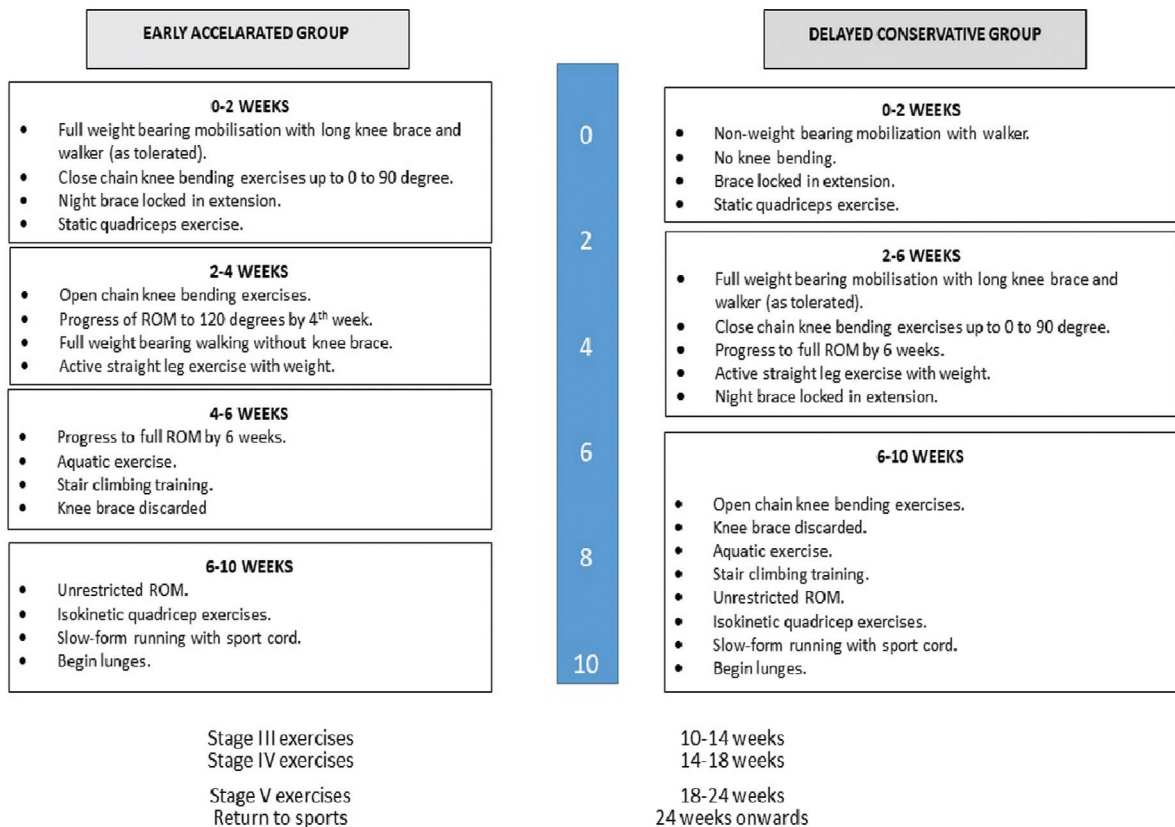 EARLY ACCELARATED GROUP
0-2 WEEKS
• Full weight bearing mobilisation with long knee brace and
walker (as tolerated).
• Close chain knee bending exercises up to 0 to 90 degree.
• Night brace locked in extension.
• Static quadriceps exercise.
2-4 WEEKS
• Open chain knee bending exercises.
• Progress of ROM to 120 degrees by 4th week.
• Full weight bearing walking without knee brace.
• Active straight leg exercise with weight.
4-6 WEEKS
• Progress to full ROM by 6 weeks.
• Aquatic exercise.
• Stair climbing training.
• Knee brace discarded
6-10 WEEKS
• Unrestricted ROM.
• Isokinetic quadricep exercises.
• Slow-form running with sport cord.
• Begin lunges.
0
2
4
6
8
10
DELAYED CONSERVATIVE GROUP
0-2 WEEKS
• Non-weight bearing mobilization with walker.
• No knee bending.
• Brace locked in extension.
• Static quadriceps exercise.
2-6 WEEKS
• Full weight bearing mobilisation with long knee brace and
walker (as tolerated).
• Close chain knee bending exercises up to 0 to 90 degree.
• Progress to full ROM by 6 weeks.
• Active straight leg exercise with weight.
• Night brace locked in extension.
6-10 WEEKS
• Open chain knee bending exercises.
• Knee brace discarded.
• Aquatic exercise.
• Stair climbing training.
• Unrestricted ROM.
• Isokinetic quadricep exercises.
• Slow-form running with sport cord.
• Begin lunges.
Stage III exercises 10-14 weeks
Stage IV exercises 14-18 weeks
Stage V exercises 18-24 weeks
Return to sports 24 weeks onwards